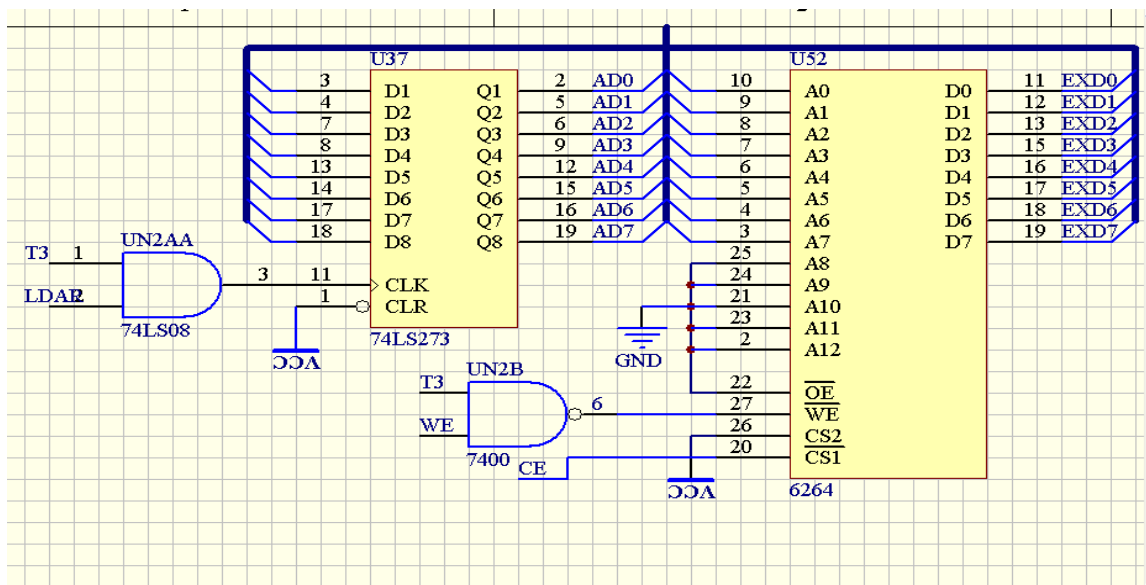 U37
3 D1 Q1 2 AD0
4 D2 Q2 5 AD1
7 D3 Q3 6 AD2
8 D4 Q4 9 AD3
13 D5 Q5 12 AD4
14 D6 Q6 15 AD5
17 D7 Q7 16 AD6
18 D8 Q8 19 AD7
11 CLK
1 CLR
74LS273
VCC
UN2AA
T3 1
LDAR 2
3
74LS08
UN2B
T3
WE
6
7400
CE
GND
VCC
U52
10 A0 D0 11 EXD0
9 A1 D1 12 EXD1
8 A2 D2 13 EXD2
7 A3 D3 15 EXD3
6 A4 D4 16 EXD4
5 A5 D5 17 EXD5
4 A6 D6 18 EXD6
3 A7 D7 19 EXD7
25 A8
24 A9
21 A10
23 A11
2 A12
22 OE
27 WE
26 CS2
20 CS1
6264